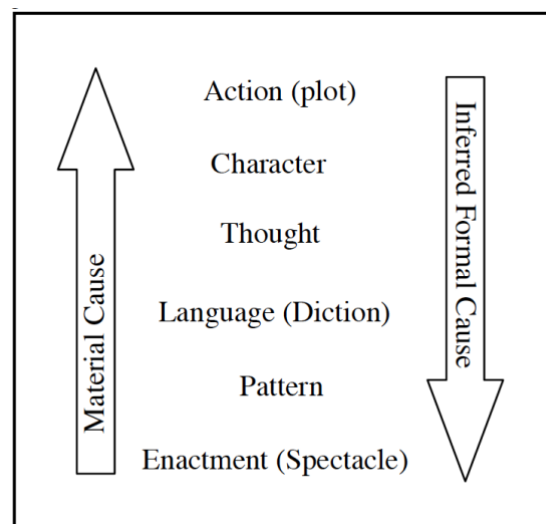 Action (plot)
Character
Thought
Language (Diction)
Pattern
Enactment (Spectacle)
Material Cause
Inferred Formal Cause